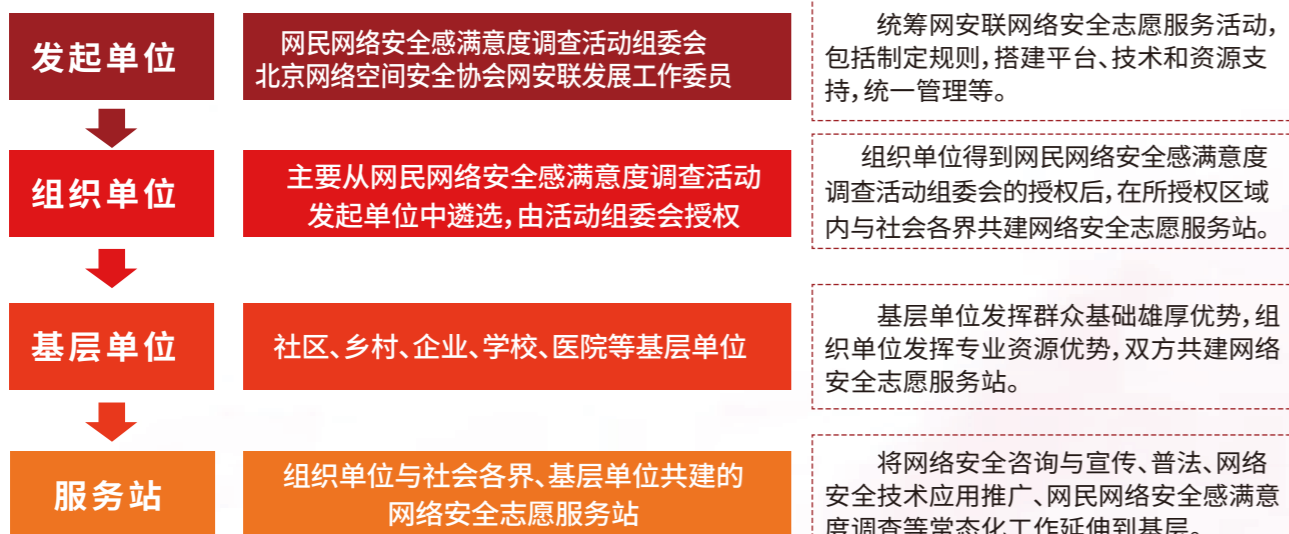 发起单位
网民网络安全感满意度调查活动组委会
北京网络空间安全协会网安联发展工作委员
统筹网安联网络安全志愿服务活动，
包括制定规则，搭建平台、技术和资源支
持，统一管理等。
组织单位
主要从网民网络安全感满意度调查活动
发起单位中遴选，由活动组委会授权
组织单位得到网民网络安全感满意度
调查活动组委会的授权后，在所授权区域
内与社会各界共建网络安全志愿服务站。
基层单位
社区、乡村、企业、学校、医院等基层单位
基层单位发挥群众基础雄厚优势，组
织单位发挥专业资源优势，双方共建网络
安全志愿服务站。
服务站
组织单位与社会各界、基层单位共建的
网络安全志愿服务站
将网络安全咨询与宣传、普法、网络
安全技术应用推广、网民网络安全感满意
度调查等常态化工作延伸到基层。